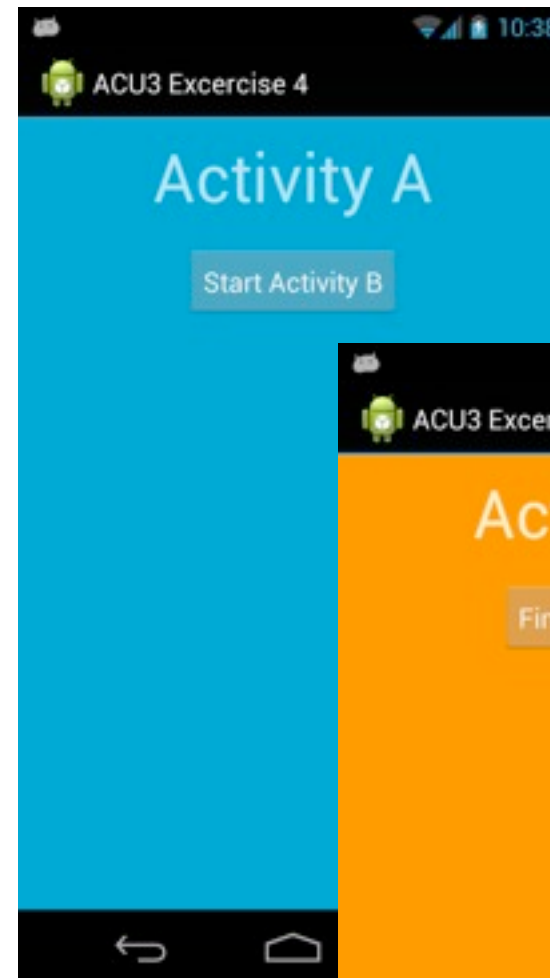 10:38
ACU3 Excercise 4
Activity A
Start Activity B
ACU3 Excer
Ac
Fin